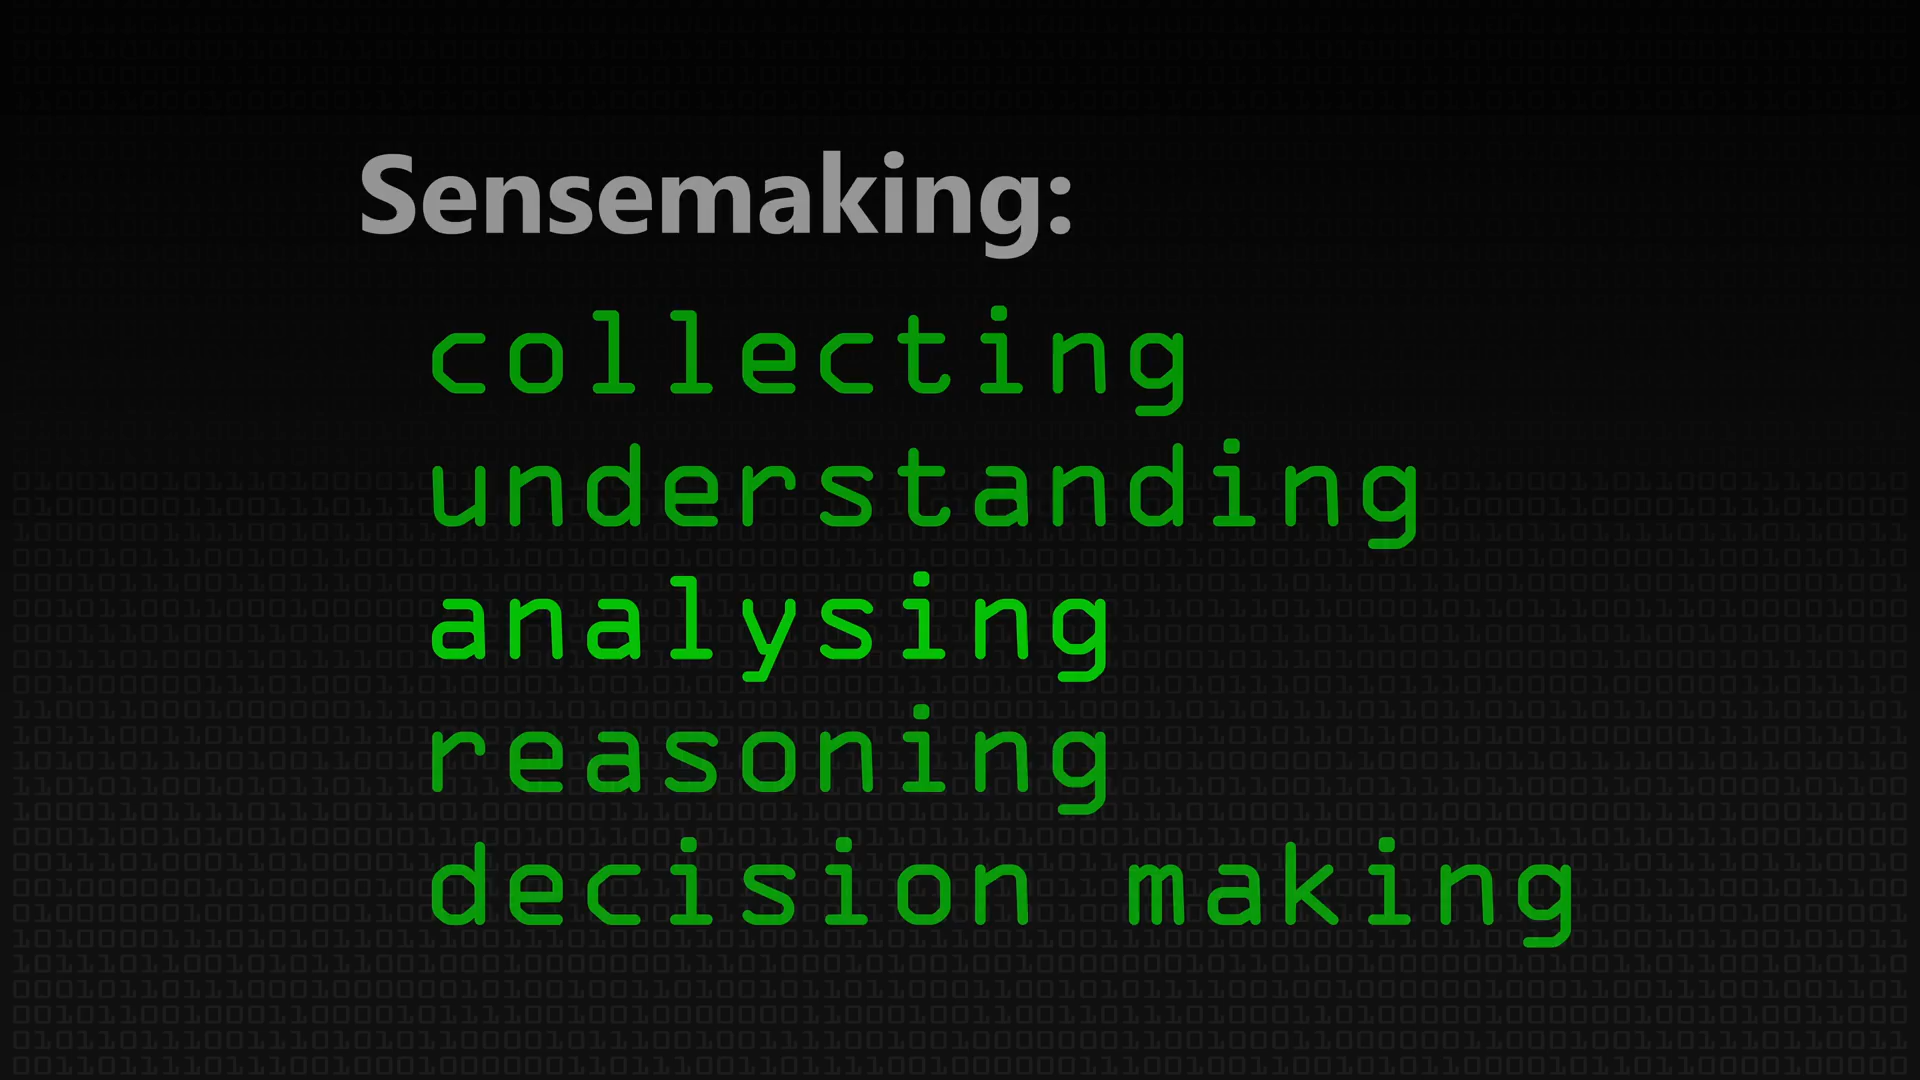 Sensemaking:
collecting
understanding
analysing
reasoning
decision making